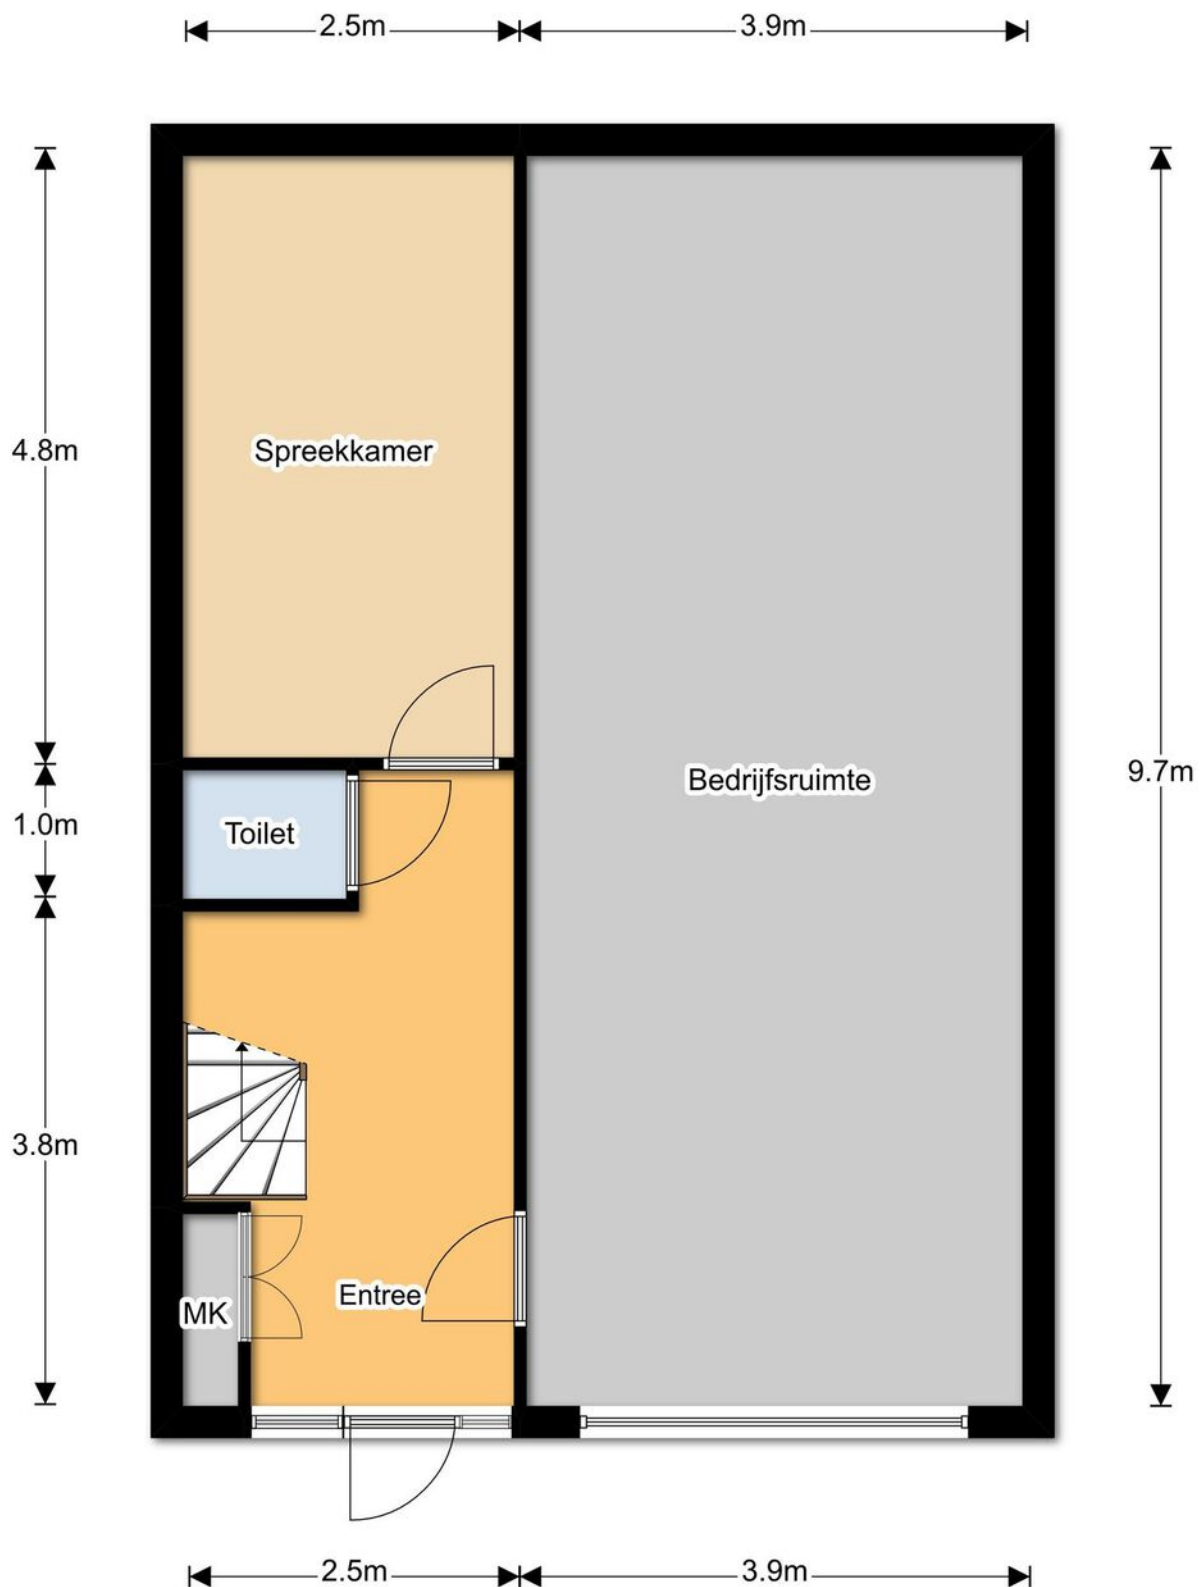 2.5m
3.9m
4.8m
Spreekkamer
Bedrijfsruimte
9.7m
1.0m
Toilet
3.8m
Entree
MK
2.5m
3.9m